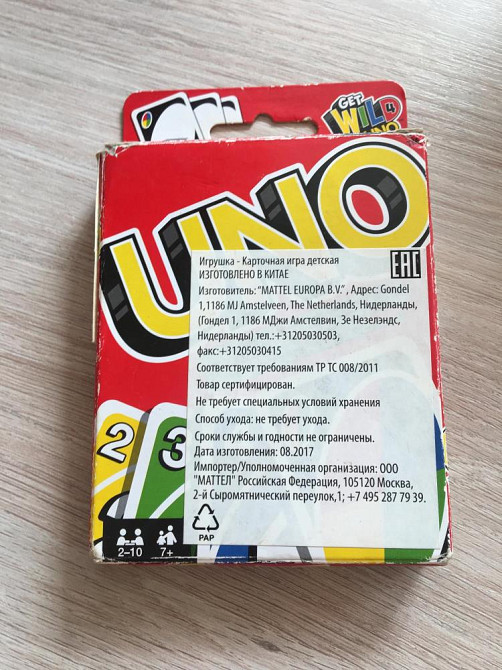 GET
WILD 4
UNO
UNO
Игрушка - Карточная игра детская
ИЗГОТОВЛЕНО В КИТАЕ
EAC
Изготовитель: "MATTEL EUROPA B.V." , Адрес: Gondel
1,1186 MJ Amstelveen, The Netherlands, Нидерланды,
(Гондел 1, 1186 МДжи Амстелвин, Зе Незелэндс,
Нидерланды) тел.:+31205030503,
факс:+31205030415
Соответствует требованиям ТР ТС 008/2011
Товар сертифицирован.
Не требует специальных условий хранения
Способ ухода: не требует ухода.
Сроки службы и годности не ограничены.
Дата изготовления: 08.2017
Импортер/Уполномоченная организация: ООО
"МАТТЕЛ" Российская Федерация, 105120 Москва,
2-й Сыромятнический переулок,1; +7 495 287 79 39.
PAP
2
3
2–10
7+